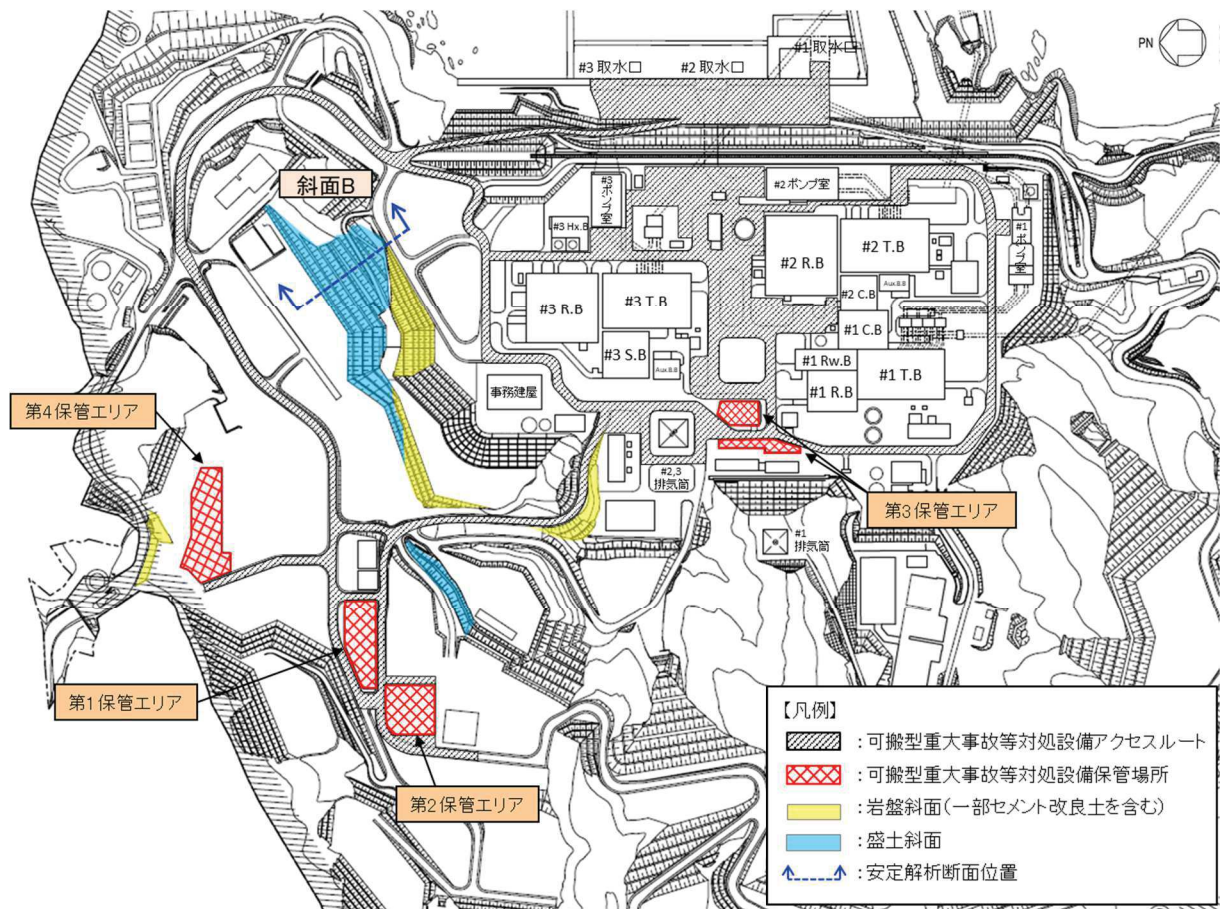 #1 取水口
#3 取水口
#2 取水口
PN
斜面B
#3
ポンプ
室
#2 ポンプ室
#1
ポンプ
室
#3 Hx.B
#2 R.B
#2 T.B
Aux.B.B
#2 C.B
#3 R.B
#3 T.B
#1 C.B
#3 S.B
Aux.B.B
#1 Rw.B
#1 R.B
#1 T.B
事務建屋
第4保管エリア
#2,3
排気筒
第3保管エリア
#1
排気筒
第1保管エリア
第2保管エリア
【凡例】
:可搬型重大事故等対処設備アクセスルート
:可搬型重大事故等対処設備保管場所
:岩盤斜面(一部セメント改良土を含む)
:盛土斜面
:安定解析断面位置